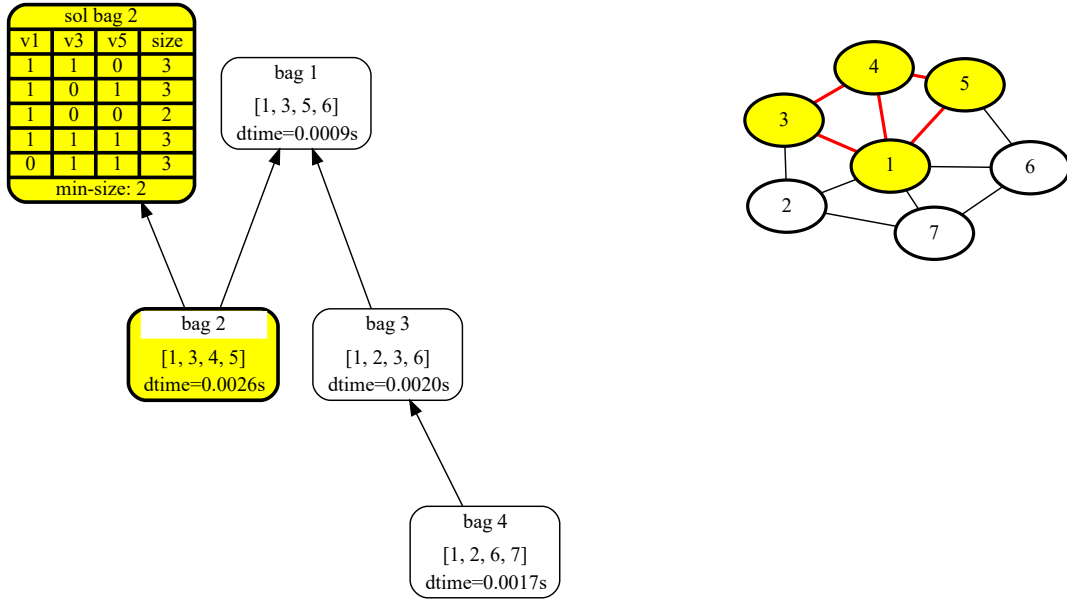 sol bag 2
v1 v3 v5 size
1 1 0 3
1 0 1 3
1 0 0 2
1 1 1 3
0 1 1 3
min-size: 2
bag 1
[1, 3, 5, 6]
dtime=0.0009s
bag 2
[1, 3, 4, 5]
dtime=0.0026s
bag 3
[1, 2, 3, 6]
dtime=0.0020s
bag 4
[1, 2, 6, 7]
dtime=0.0017s
4
5
3
1
6
2
7